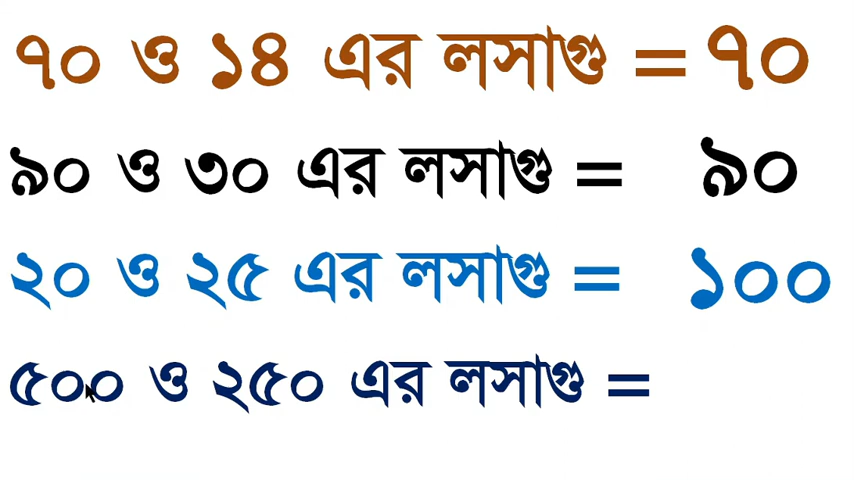 ৭০ ও ১৪ এর লসাগু = ৭০
৯০ ও ৩০ এর লসাগু = ৯০
২০ ও ২৫ এর লসাগু = ১০০
৫০০ ও ২৫০ এর লসাগু =